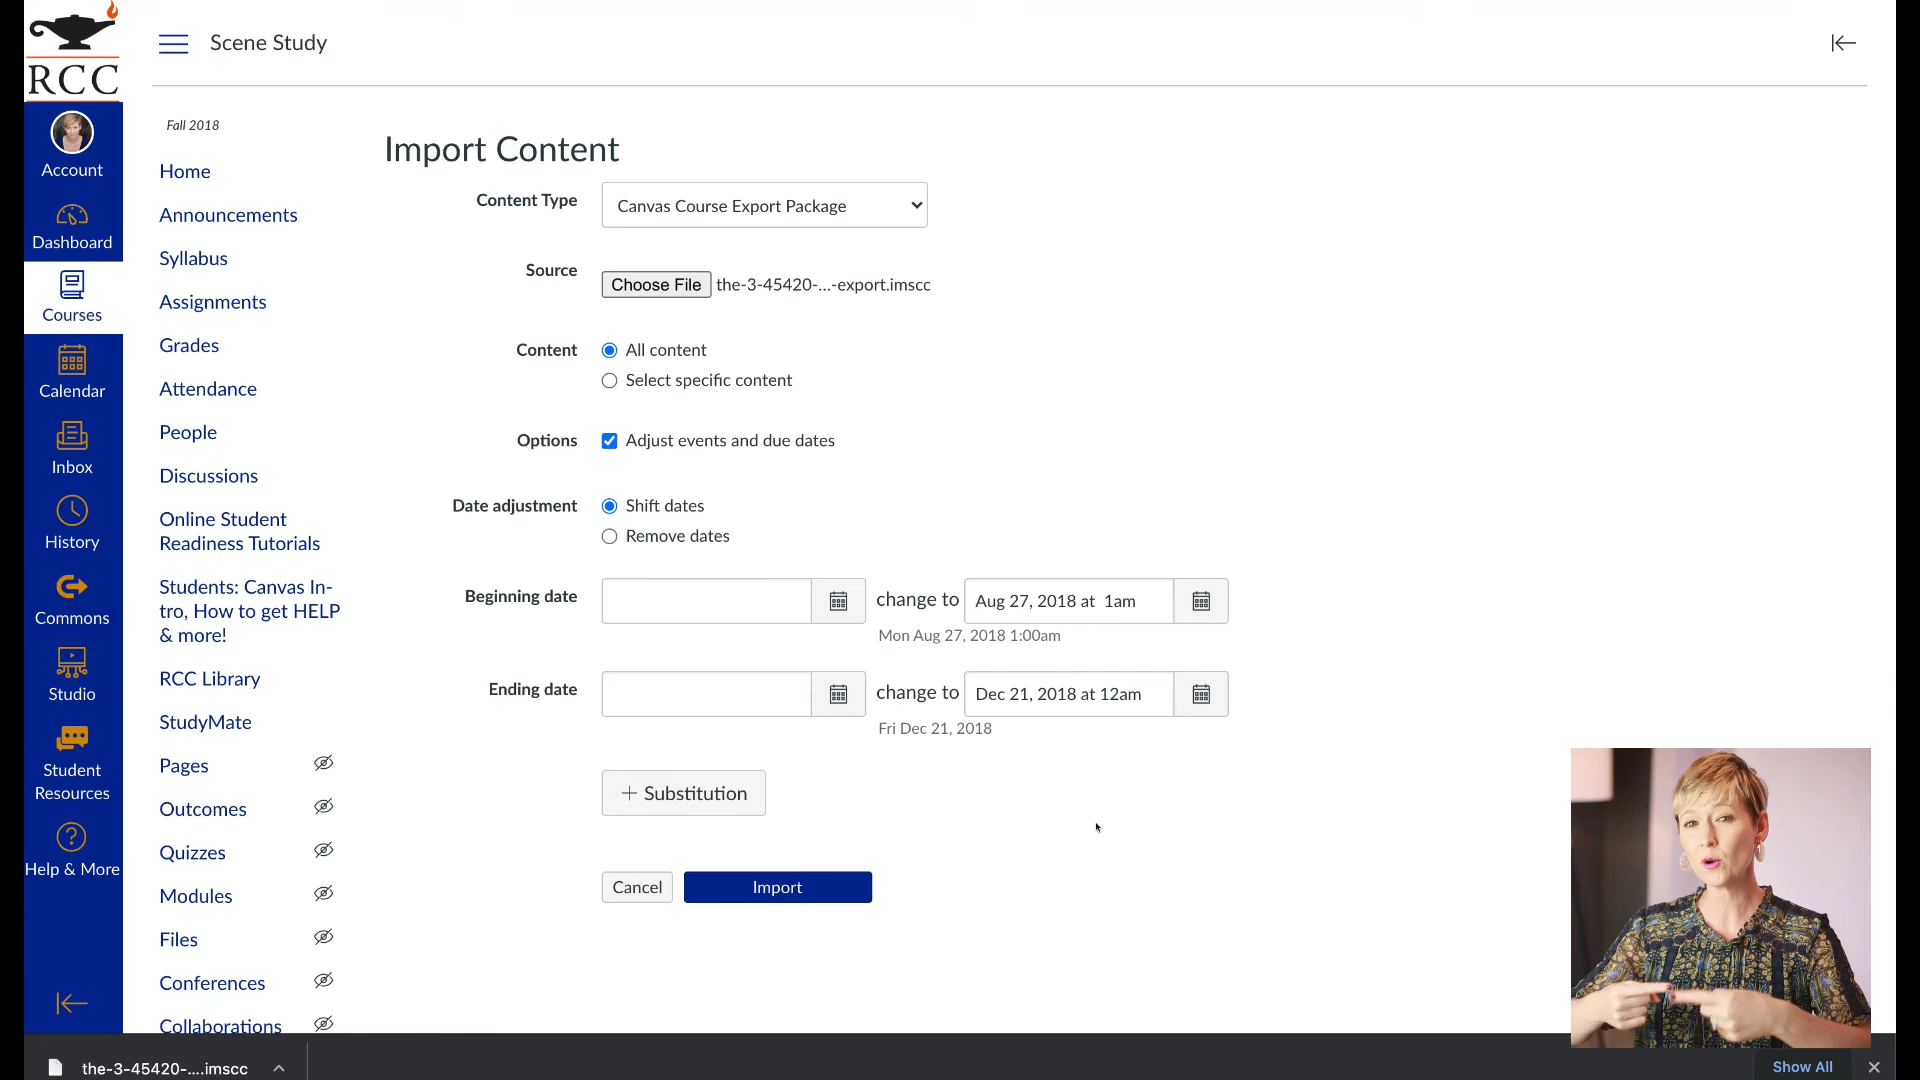 RCC
Scene Study
Account
Dashboard
Courses
Calendar
Inbox
History
Commons
Studio
Student
Resources
Help & More
Fall 2018
Home
Announcements
Syllabus
Assignments
Grades
Attendance
People
Discussions
Online Student
Readiness Tutorials
Students: Canvas In-
tro, How to get HELP
& more!
RCC Library
StudyMate
Pages
Outcomes
Quizzes
Modules
Files
Conferences
Collaborations
Import Content
Content Type Canvas Course Export Package
Source Choose File the-3-45420-...-export.imscc
Content All content
Select specific content
Options Adjust events and due dates
Date adjustment Shift dates
Remove dates
Beginning date change to Aug 27, 2018 at 1am
Mon Aug 27, 2018 1:00am
Ending date change to Dec 21, 2018 at 12am
Fri Dec 21, 2018
+ Substitution
Cancel Import
the-3-45420-....imscc
Show All